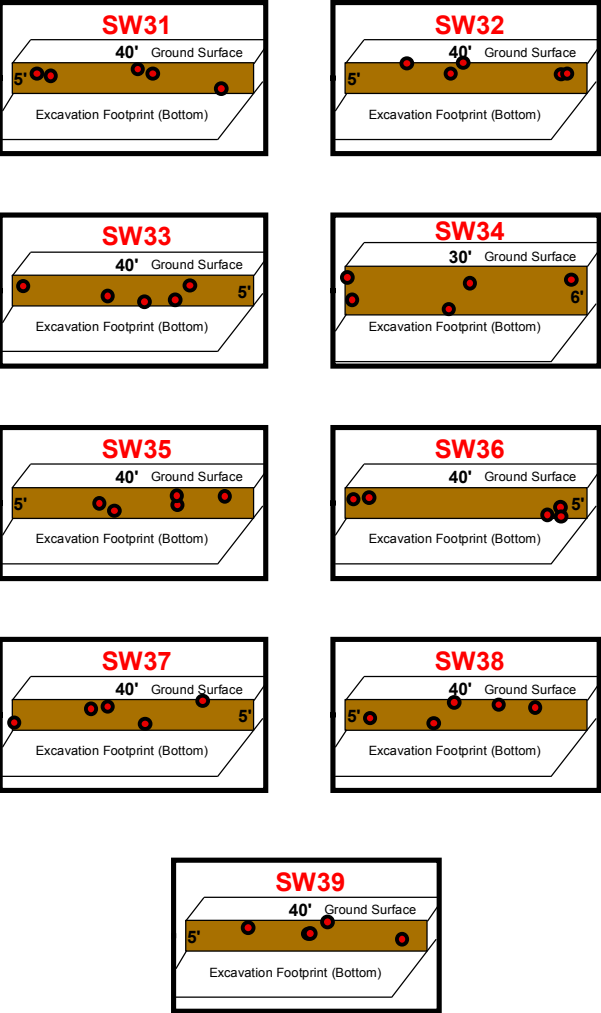 SW31
40' Ground Surface
5'
Excavation Footprint (Bottom)
SW32
40' Ground Surface
5'
Excavation Footprint (Bottom)
SW33
40' Ground Surface
5'
Excavation Footprint (Bottom)
SW34
30' Ground Surface
6'
Excavation Footprint (Bottom)
SW35
40' Ground Surface
5'
Excavation Footprint (Bottom)
SW36
40' Ground Surface
5'
Excavation Footprint (Bottom)
SW37
40' Ground Surface
5'
Excavation Footprint (Bottom)
SW38
40' Ground Surface
5'
Excavation Footprint (Bottom)
SW39
40' Ground Surface
5'
Excavation Footprint (Bottom)